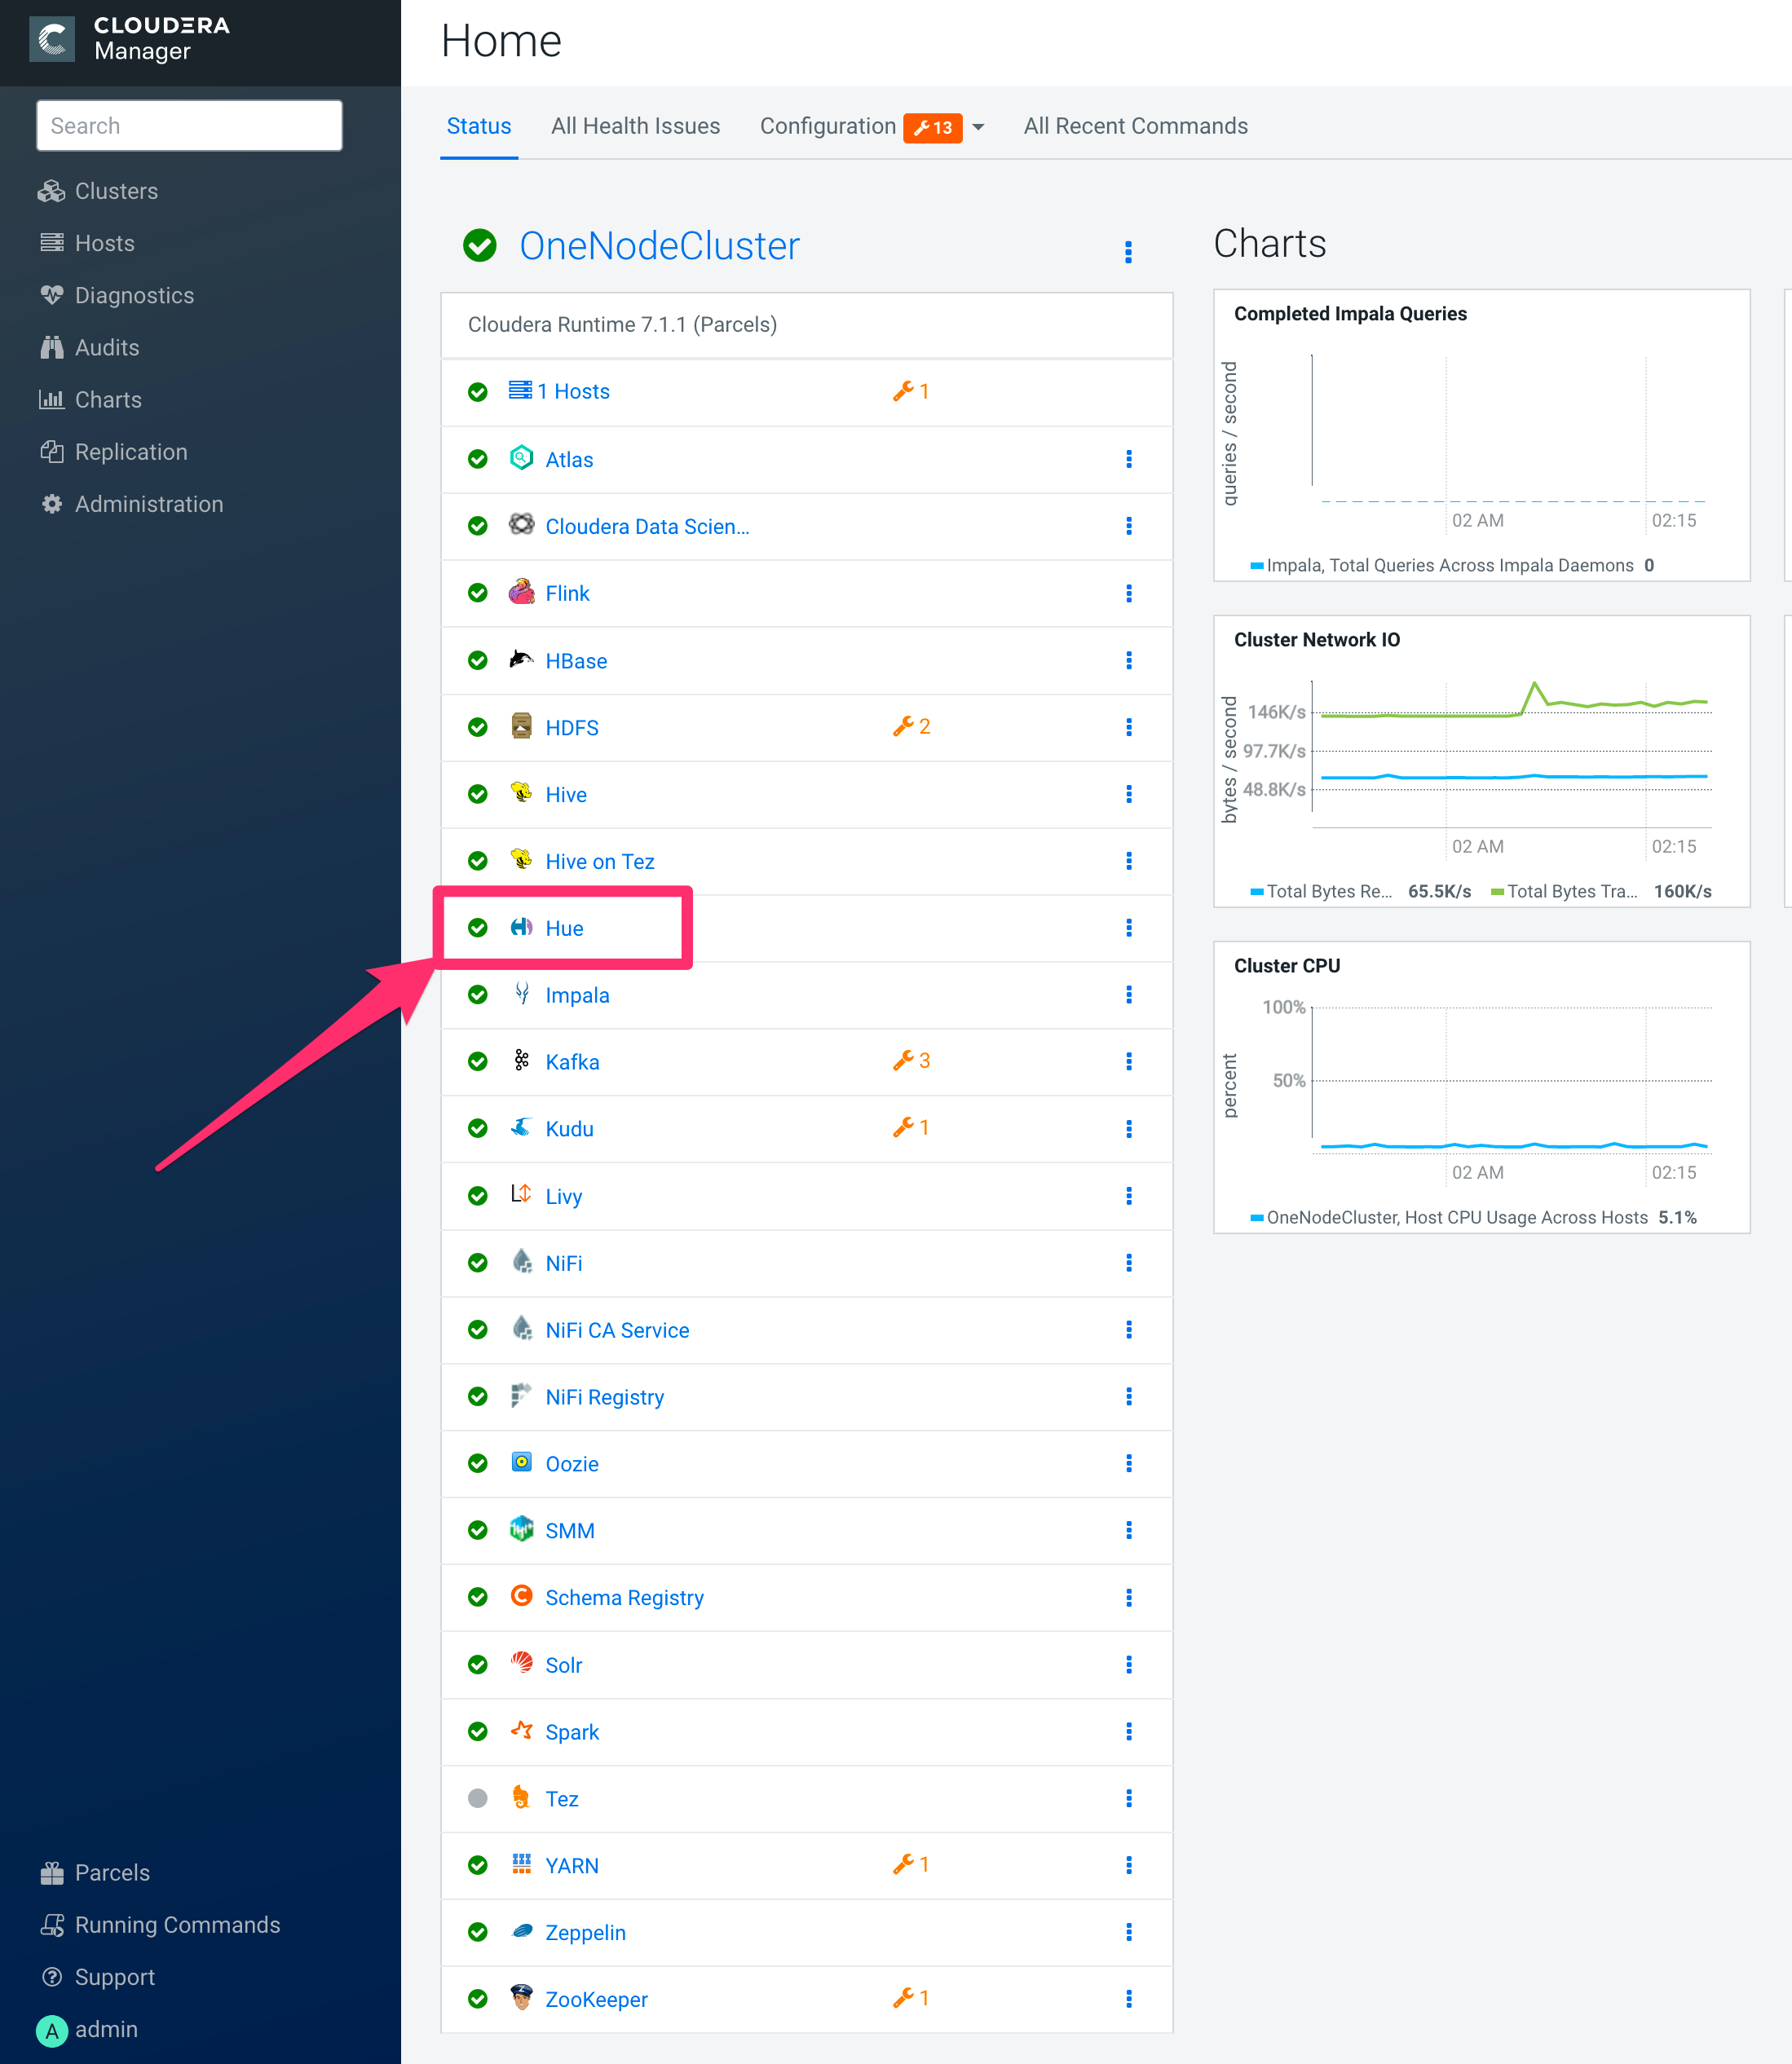 CLOUDERA
Manager
Search
Clusters
Hosts
Diagnostics
Audits
Charts
Replication
Administration
Parcels
Running Commands
Support
A admin
Home
Status All Health Issues Configuration 13 All Recent Commands
OneNodeCluster
Cloudera Runtime 7.1.1 (Parcels)
1 Hosts 1
Atlas
Cloudera Data Scien...
Flink
HBase
HDFS 2
Hive
Hive on Tez
Hue
Impala
Kafka 3
Kudu 1
Livy
NiFi
NiFi CA Service
NiFi Registry
Oozie
SMM
Schema Registry
Solr
Spark
Tez
YARN 1
Zeppelin
ZooKeeper 1
Charts
Completed Impala Queries
queries / second
02 AM 02:15
Impala, Total Queries Across Impala Daemons 0
Cluster Network IO
bytes / second
146K/s
97.7K/s
48.8K/s
02 AM 02:15
Total Bytes Re... 65.5K/s Total Bytes Tra... 160K/s
Cluster CPU
percent
100%
50%
02 AM 02:15
OneNodeCluster, Host CPU Usage Across Hosts 5.1%